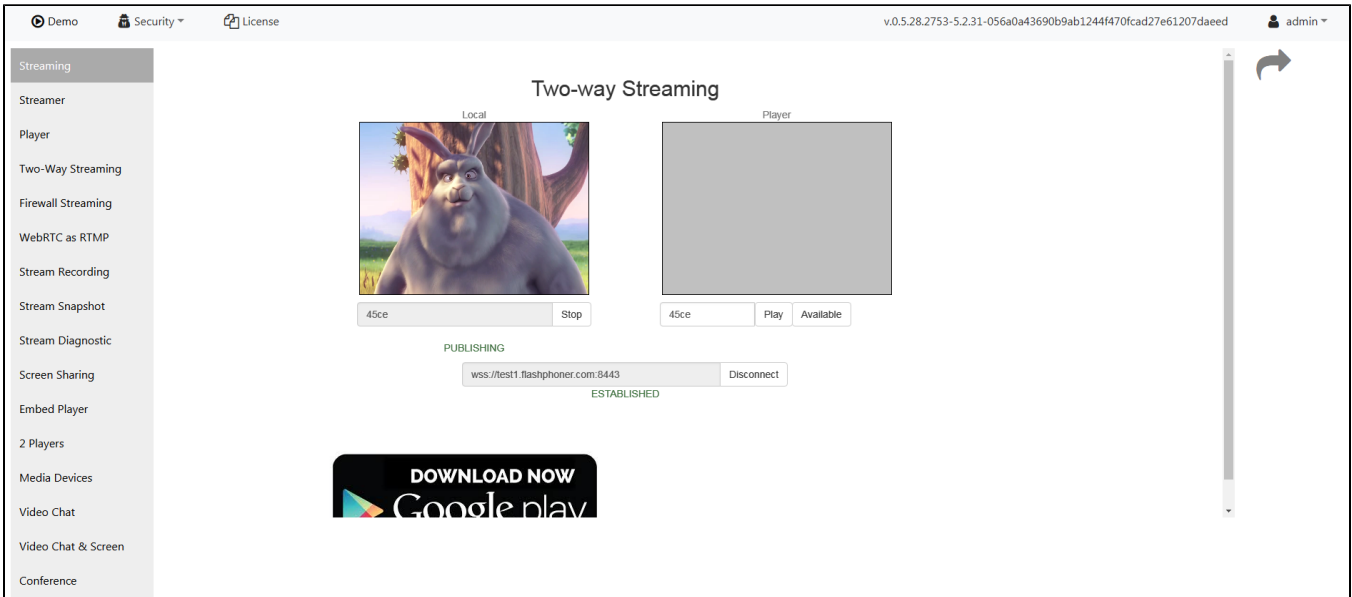 Demo Security License v.0.5.28.2753-5.2.31-056a0a43690b9ab1244f470fcad27e61207daeed admin
Streaming
Streamer
Player
Two-Way Streaming
Firewall Streaming
WebRTC as RTMP
Stream Recording
Stream Snapshot
Stream Diagnostic
Screen Sharing
Embed Player
2 Players
Media Devices
Video Chat
Video Chat & Screen
Conference
Two-way Streaming
Local Player
45ce Stop 45ce Play Available
PUBLISHING
wss://test1.flashphoner.com:8443 Disconnect
ESTABLISHED
DOWNLOAD NOW
Google play